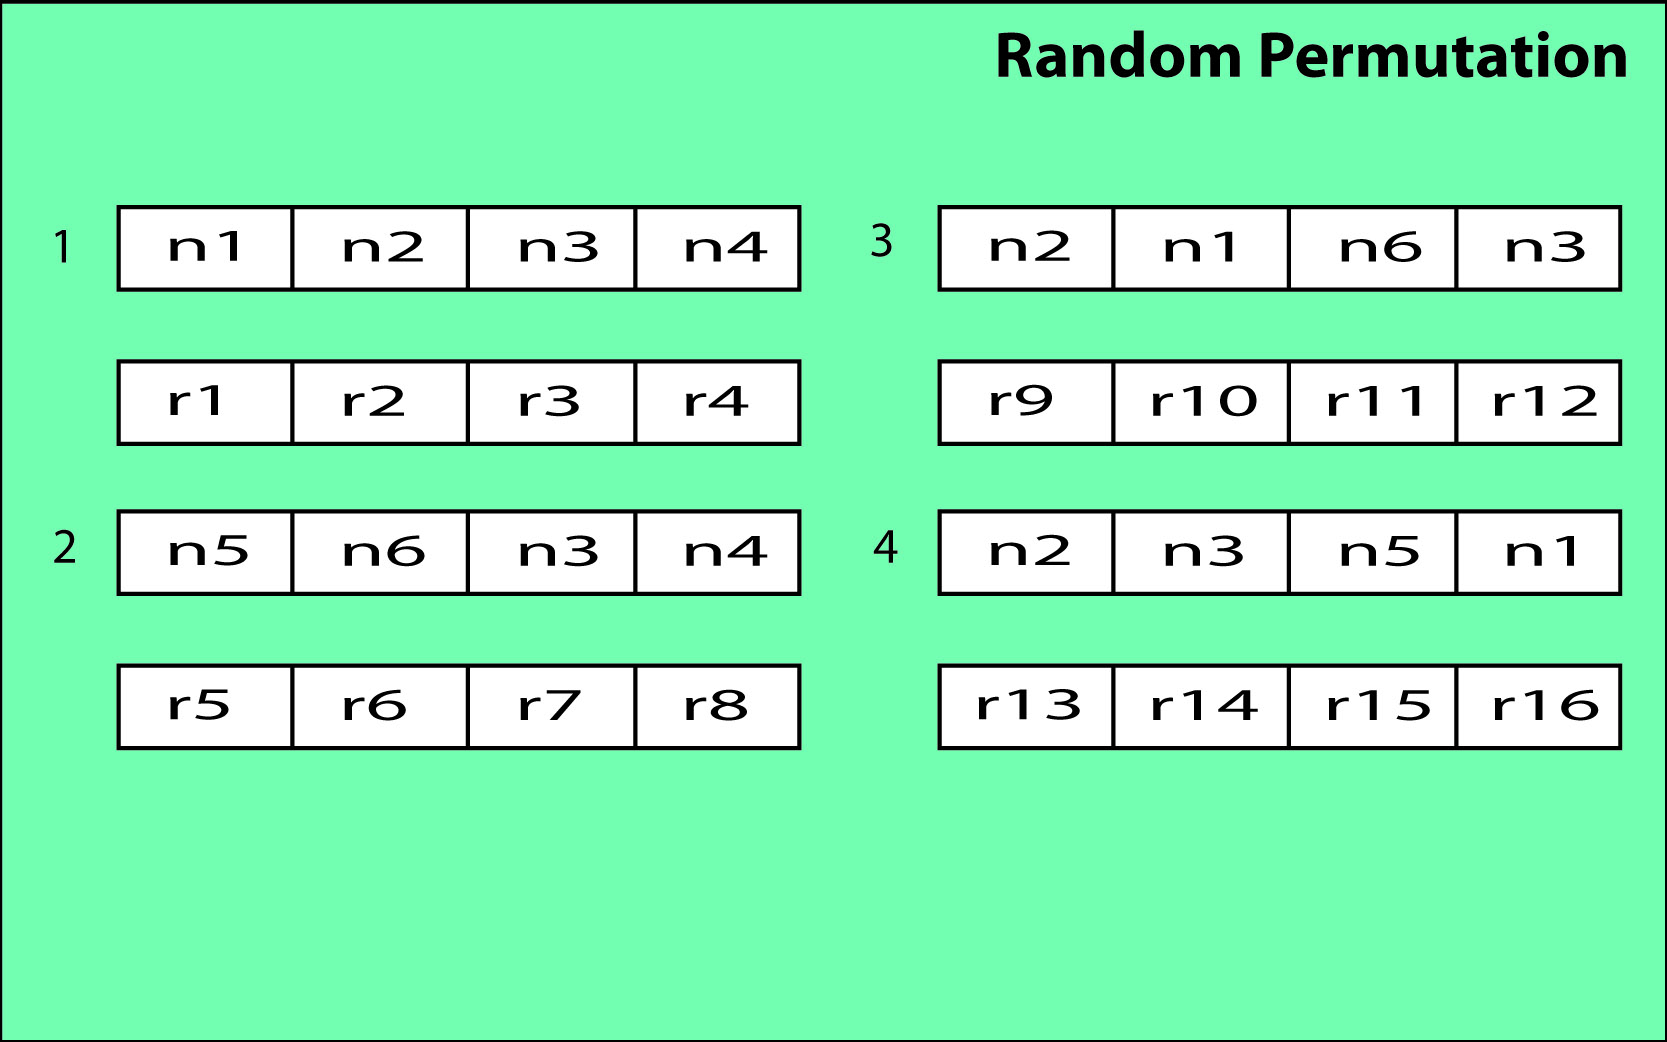 Random Permutation
1 n1 n2 n3 n4
r1 r2 r3 r4
2 n5 n6 n3 n4
r5 r6 r7 r8
3 n2 n1 n6 n3
r9 r10 r11 r12
4 n2 n3 n5 n1
r13 r14 r15 r16